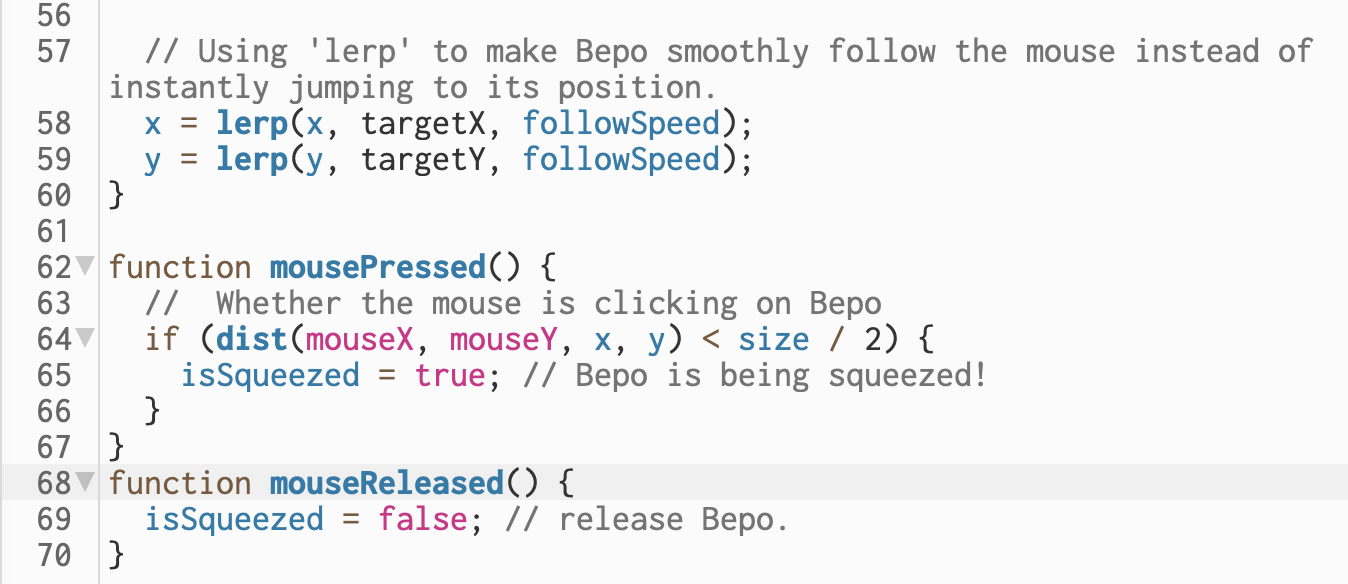 56
57 // Using 'lerp' to make Bepo smoothly follow the mouse instead of
instantly jumping to its position.
58 x = lerp(x, targetX, followSpeed);
59 y = lerp(y, targetY, followSpeed);
60 }
61
62 function mousePressed() {
63 //  Whether the mouse is clicking on Bepo
64 if (dist(mouseX, mouseY, x, y) < size / 2) {
65 isSqueezed = true; // Bepo is being squeezed!
66 }
67 }
68 function mouseReleased() {
69 isSqueezed = false; // release Bepo.
70 }